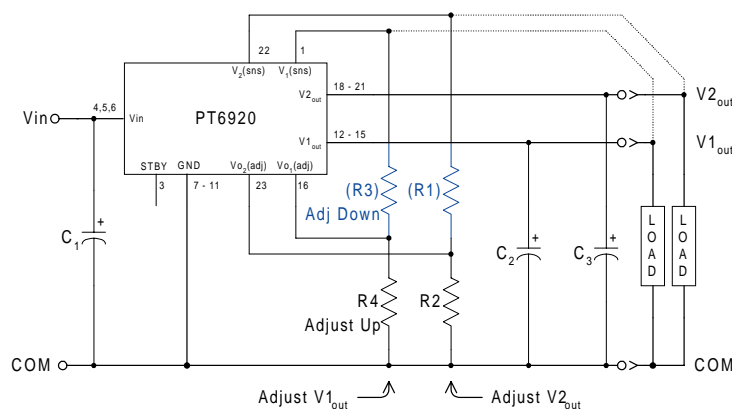 22
1
V2(sns)
V1(sns)
18 - 21
V2out
V2out
4,5,6
Vin
Vin
PT6920
12 - 15
V1out
V1out
STBY
GND
Vo2(adj)
Vo1(adj)
3
7 - 11
23
16
(R3)
(R1)
Adj Down
+
C1
+
C2
+
C3
LOAD
LOAD
R4
R2
Adjust Up
COM
COM
Adjust V1out
Adjust V2out